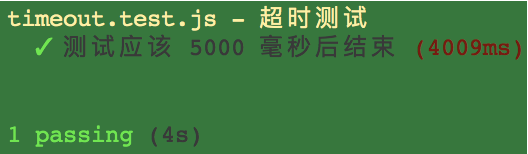 timeout.test.js - 超时测试
✓ 测试应该 5000 毫秒后结束 (4009ms)
1 passing (4s)